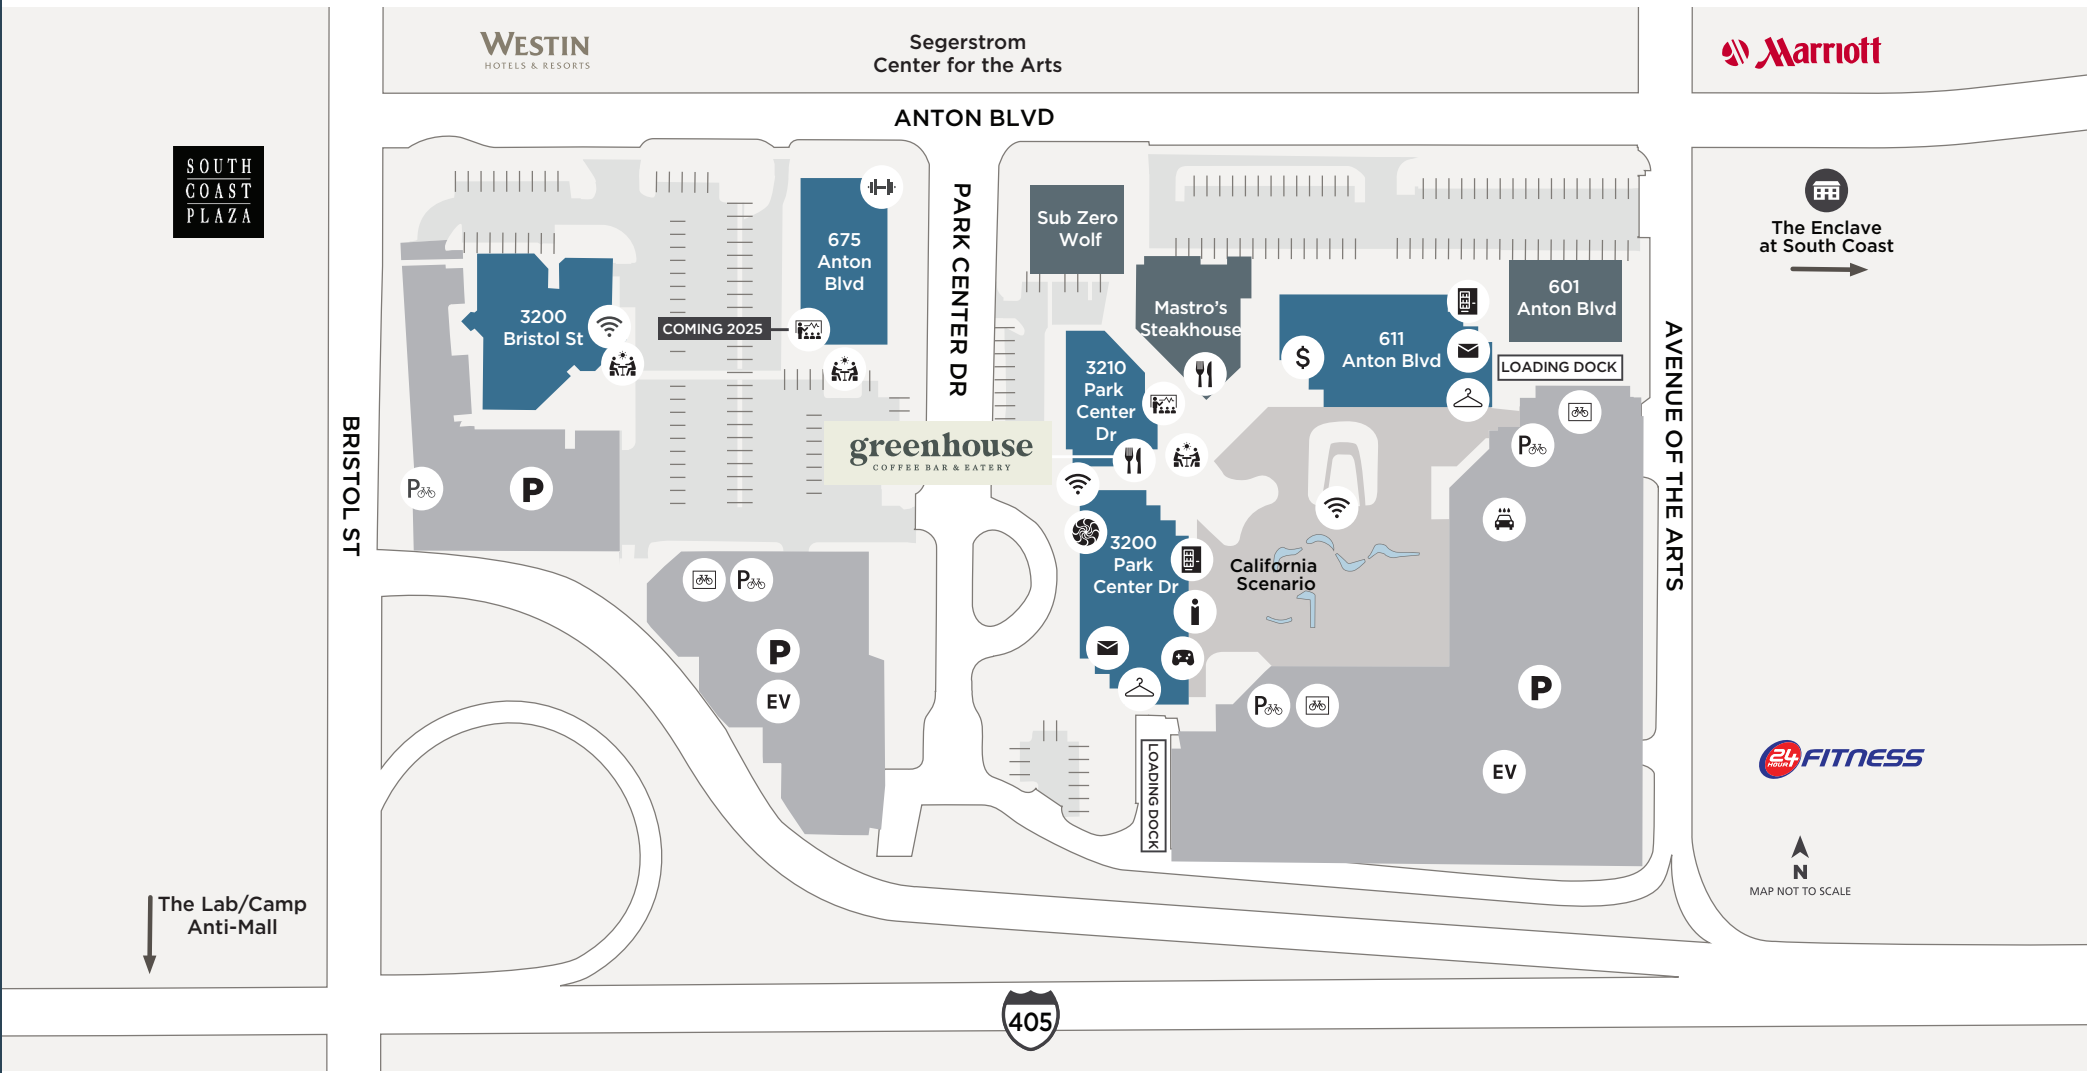 WESTIN
HOTELS & RESORTS
Segerstrom
Center for the Arts
Marriott
ANTON BLVD
SOUTH
COAST
PLAZA
PARK CENTER DR
The Enclave
at South Coast
Sub Zero
Wolf
675
Anton
Blvd
3200
Bristol St
COMING 2025
Mastro's
Steakhouse
601
Anton Blvd
611
Anton Blvd
$
LOADING DOCK
3210
Park
Center
Dr
AVENUE OF THE ARTS
BRISTOL ST
greenhouse
COFFEE BAR & EATERY
P
P
P
3200
Park
Center Dr
California
Scenario
P
P
EV
P
P
EV
LOADING DOCK
24
HOUR
FITNESS
N
MAP NOT TO SCALE
The Lab/Camp
Anti-Mall
405